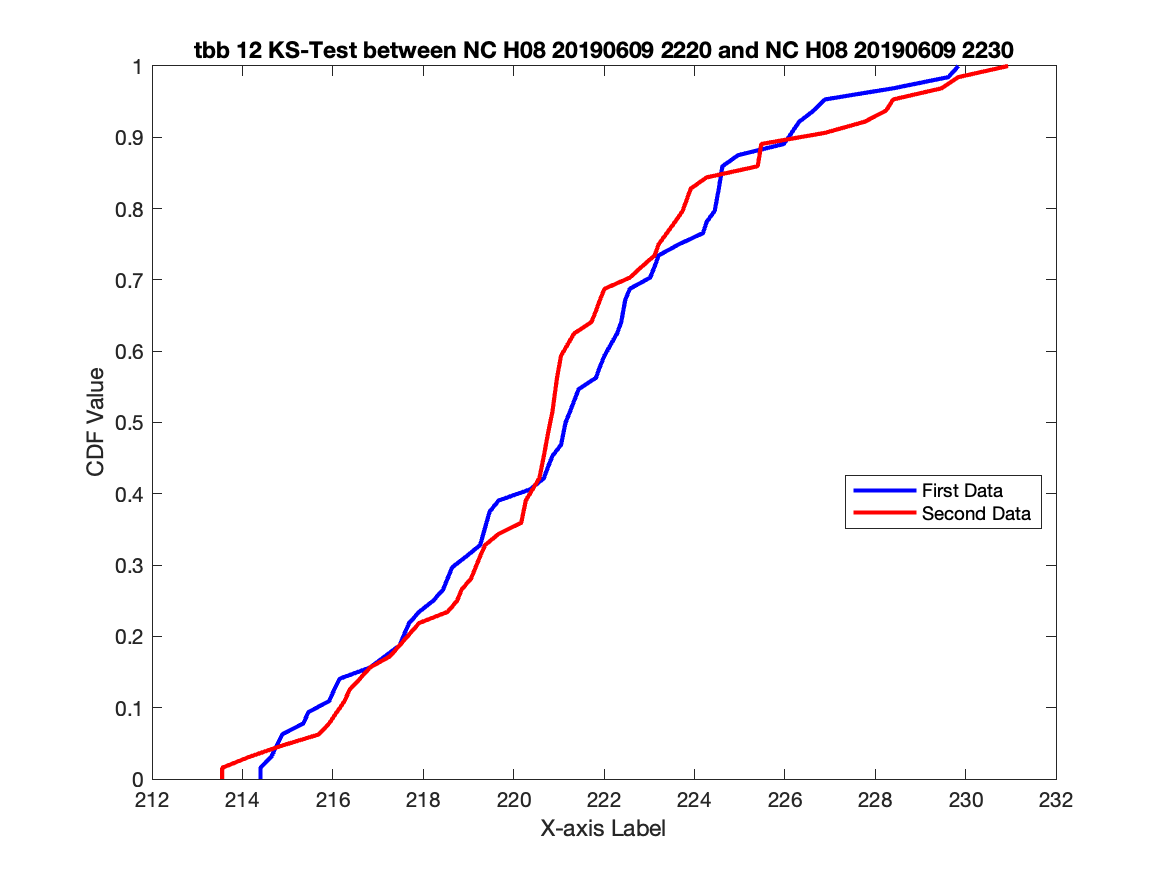 tbb 12 KS-Test between NC H08 20190609 2220 and NC H08 20190609 2230
1
0.9
0.8
0.7
0.6
0.5
0.4
0.3
0.2
0.1
0
CDF Value
First Data
Second Data
212 214 216 218 220 222 224 226 228 230 232
X-axis Label